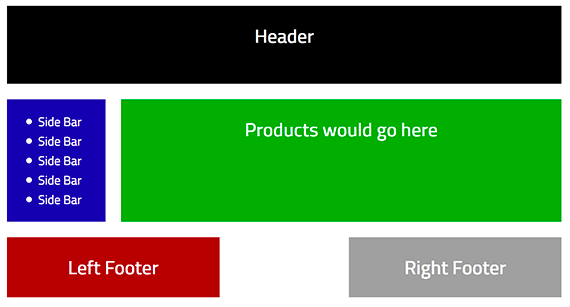 Header
Side Bar
Side Bar
Side Bar
Side Bar
Side Bar
Products would go here
Left Footer
Right Footer